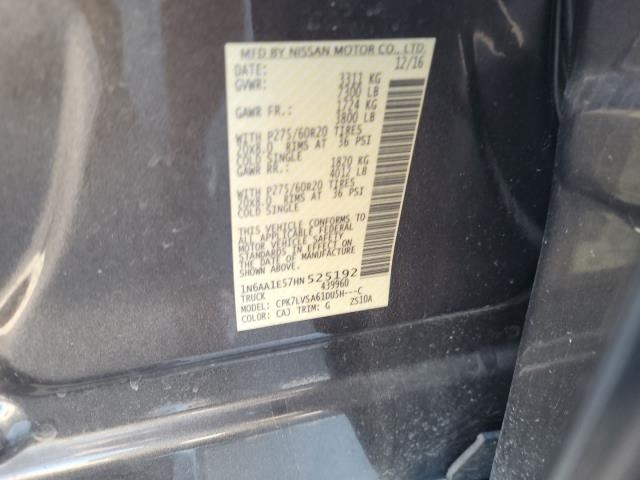 MFD BY NISSAN MOTOR CO., LTD.
DATE: 12/16
GVWR: 3311 KG
7300 LB
GAWR FR.: 1724 KG
3800 LB
WITH P275/60R20 TIRES
20X8.0 RIMS AT 36 PSI
COLD SINGLE
GAWR RR.: 1820 KG
4012 LB
WITH P275/60R20 TIRES
20X8.0 RIMS AT 36 PSI
COLD SINGLE
THIS VEHICLE CONFORMS TO
ALL APPLICABLE FEDERAL
MOTOR VEHICLE SAFETY
STANDARDS IN EFFECT ON
THE DATE OF MANUFACTURE
SHOWN ABOVE.
1N6AA1E57HN525192
TRUCK 439960
MODEL: CPK7LVSA61DU5H---C
COLOR: CAJ TRIM: G ZS10A